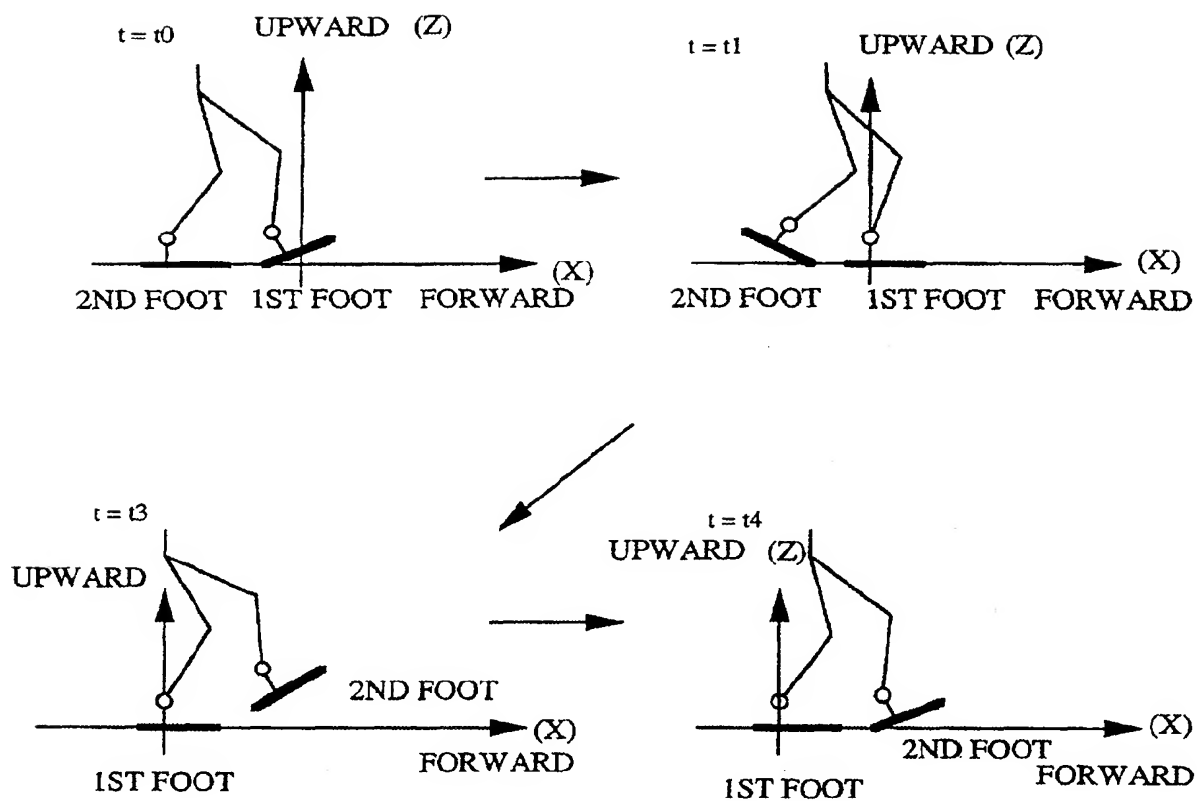 t = t0
UPWARD (Z)
(X)
2ND FOOT 1ST FOOT FORWARD
t = t1
UPWARD (Z)
(X)
2ND FOOT 1ST FOOT FORWARD
t = t3
UPWARD
2ND FOOT
(X)
FORWARD
1ST FOOT
t = t4
UPWARD (Z)
(X)
2ND FOOT
FORWARD
1ST FOOT